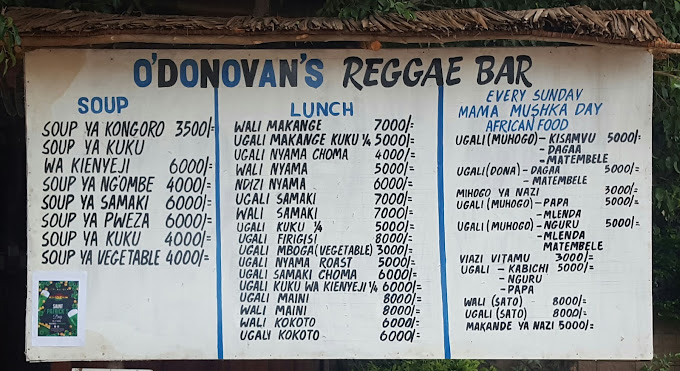 O'DONOVAN'S REGGAE BAR
SOUP
SOUP YA KONGORO 3500/=
SOUP YA KUKU
WA KIENYEJI 6000/=
SOUP YA NG'OMBE 4000/=
SOUP YA SAMAKI 6000/=
SOUP YA PWEZA 6000/=
SOUP YA KUKU 4000/=
SOUP YA VEGETABLE 4000/=
SAINT
PATRICK'S
LUNCH
WALI MAKANGE 7000/=
UGALI MAKANGE KUKU ¼ 5000/=
UGALI NYAMA CHOMA 4000/=
WALI NYAMA 5000/=
NDIZI NYAMA 6000/=
UGALI SAMAKI 7000/=
WALI SAMAKI 7000/=
UGALI KUKU ¼ 5000/=
UGALI FIRIGISI 8000/=
UGALI MBOGA (VEGETABLE) 3000/=
UGALI NYAMA ROAST 5000/=
UGALI SAMAKI CHOMA 6000/=
UGALI KUKU WA KIENYEJI ¼ 6000/=
UGALI MAINI 8000/=
WALI MAINI 8000/=
WALI KOKOTO 6000/=
UGALI KOKOTO 6000/=
EVERY SUNDAY
MAMA MUSHKA DAY
AFRICAN FOOD
UGALI (MUHOGO) - KISAMVU 5000/=
- DAGAA
- MATEMBELE
UGALI (DONA) - DAGAA 5000/=
- MATEMBELE
MIHOGO YA NAZI 3000/=
UGALI (MUHOGO) - PAPA 5000/=
- MLENDA
UGALI (MUHOGO) - NGURU 5000/=
- MLENDA
MATEMBELE
VIAZI VITAMU 3000/=
UGALI - KABICHI 5000/=
- NGURU
- PAPA
WALI (SATO) - 8000/=
UGALI (SATO) - 8000/=
MAKANDE YA NAZI 5000/=